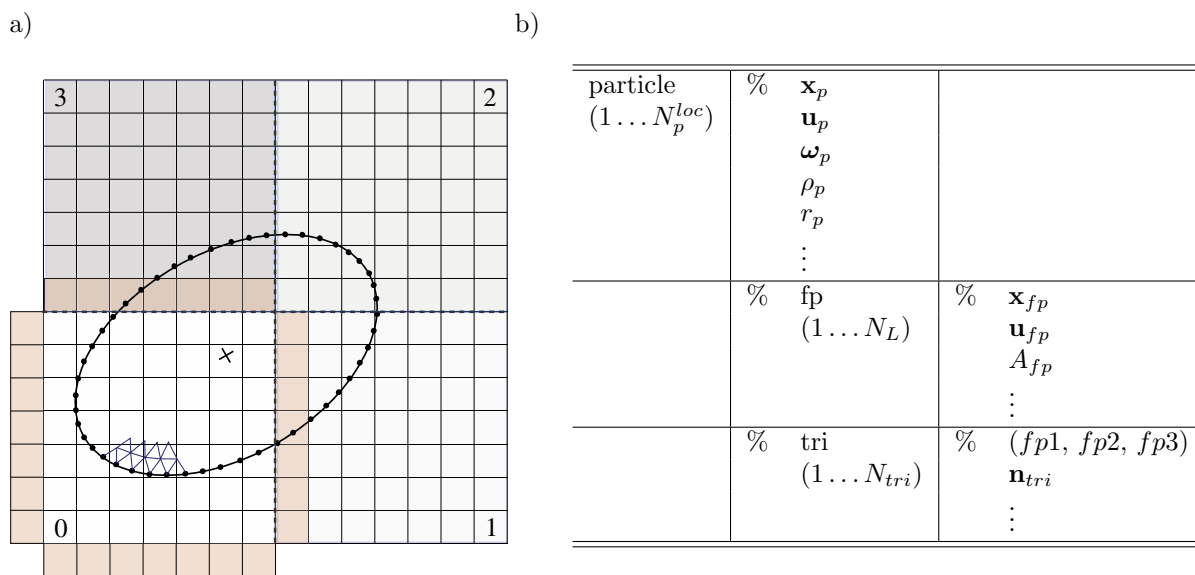 a)
b)
3
2
0
1
particle % x_p
(1 … N_p^{loc}) u_p
ω_p
ρ_p
r_p
⋮
% fp % x_{fp}
(1 … N_L) u_{fp}
A_{fp}
⋮
% tri % (fp1, fp2, fp3)
(1 … N_{tri}) n_{tri}
⋮